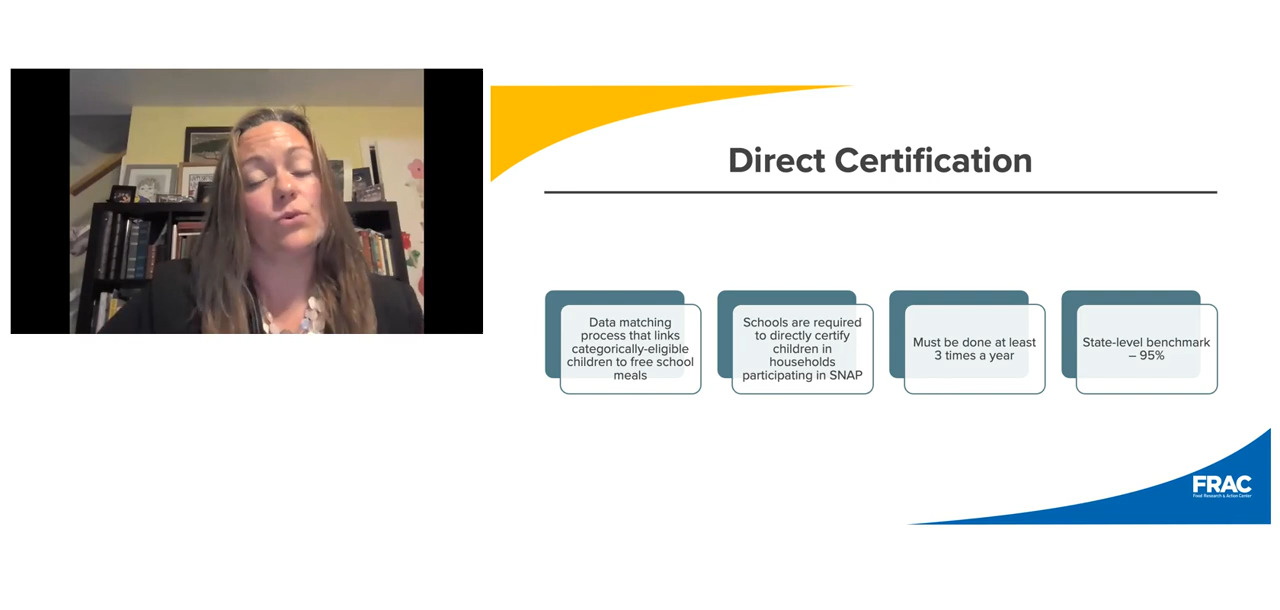 Direct Certification
Data matching
process that links
categorically-eligible
children to free school
meals
Schools are required
to directly certify
children in
households
participating in SNAP
Must be done at least
3 times a year
State-level benchmark
– 95%
FRAC
Food Research & Action Center